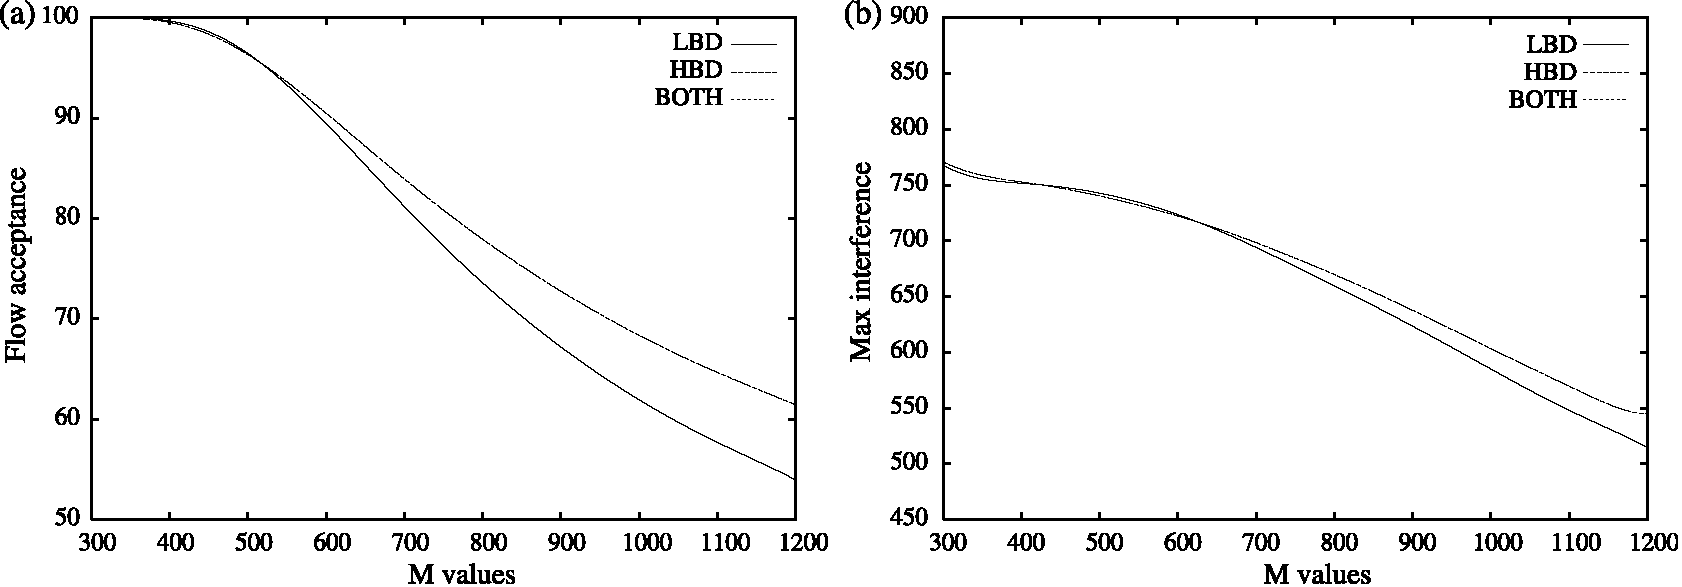 (a)
100
90
80
70
60
50
Flow acceptance
LBD
HBD
BOTH
300 400 500 600 700 800 900 1000 1100 1200
M values
(b)
900
850
800
750
700
650
600
550
500
450
Max interference
LBD
HBD
BOTH
300 400 500 600 700 800 900 1000 1100 1200
M values